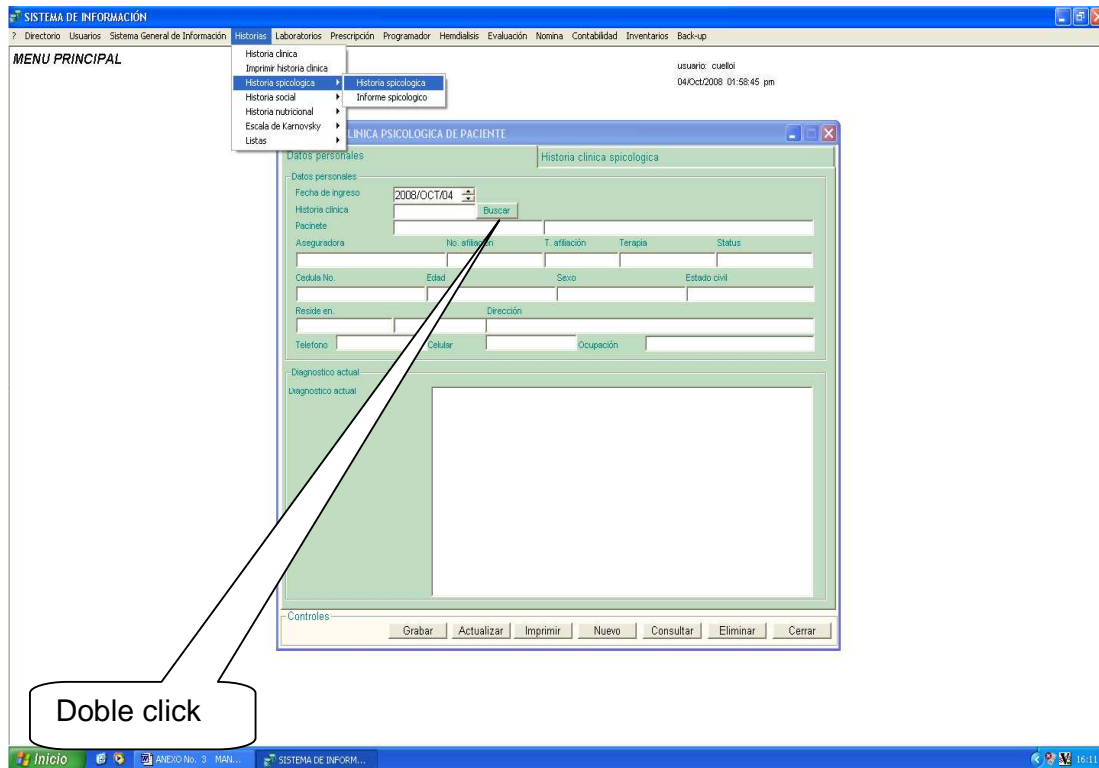 SISTEMA DE INFORMACIÓN
? Directorio Usuarios Sistema General de Información Historias Laboratorios Prescripción Programador Hemdialisis Evaluación Nomina Contabilidad Inventarios Back-up
MENU PRINCIPAL
Historia clinica
Imprimir historia clinica
Historia spicologica
Historia social
Historia nutricional
Escala de Karnovsky
Listas
Historia spicologica
Informe spicologico
usuario: cuelloi
04/Oct/2008 01:58:45 pm
CLINICA PSICOLOGICA DE PACIENTE
Datos personales Historia clinica spicologica
Datos personales
Fecha de ingreso 2008/OCT/04
Historia clinica Buscar
Pacinete
Aseguradora No. afiliación T. afiliación Terapia Status
Cedula No. Edad Sexo Estado civil
Reside en. Dirección
Telefono Celular Ocupación
Diagnostico actual
Diagnostico actual
Controles
Grabar Actualizar Imprimir Nuevo Consultar Eliminar Cerrar
Doble click
Inicio ANEXO No. 3 MAN... SISTEMA DE INFORM... 16:11